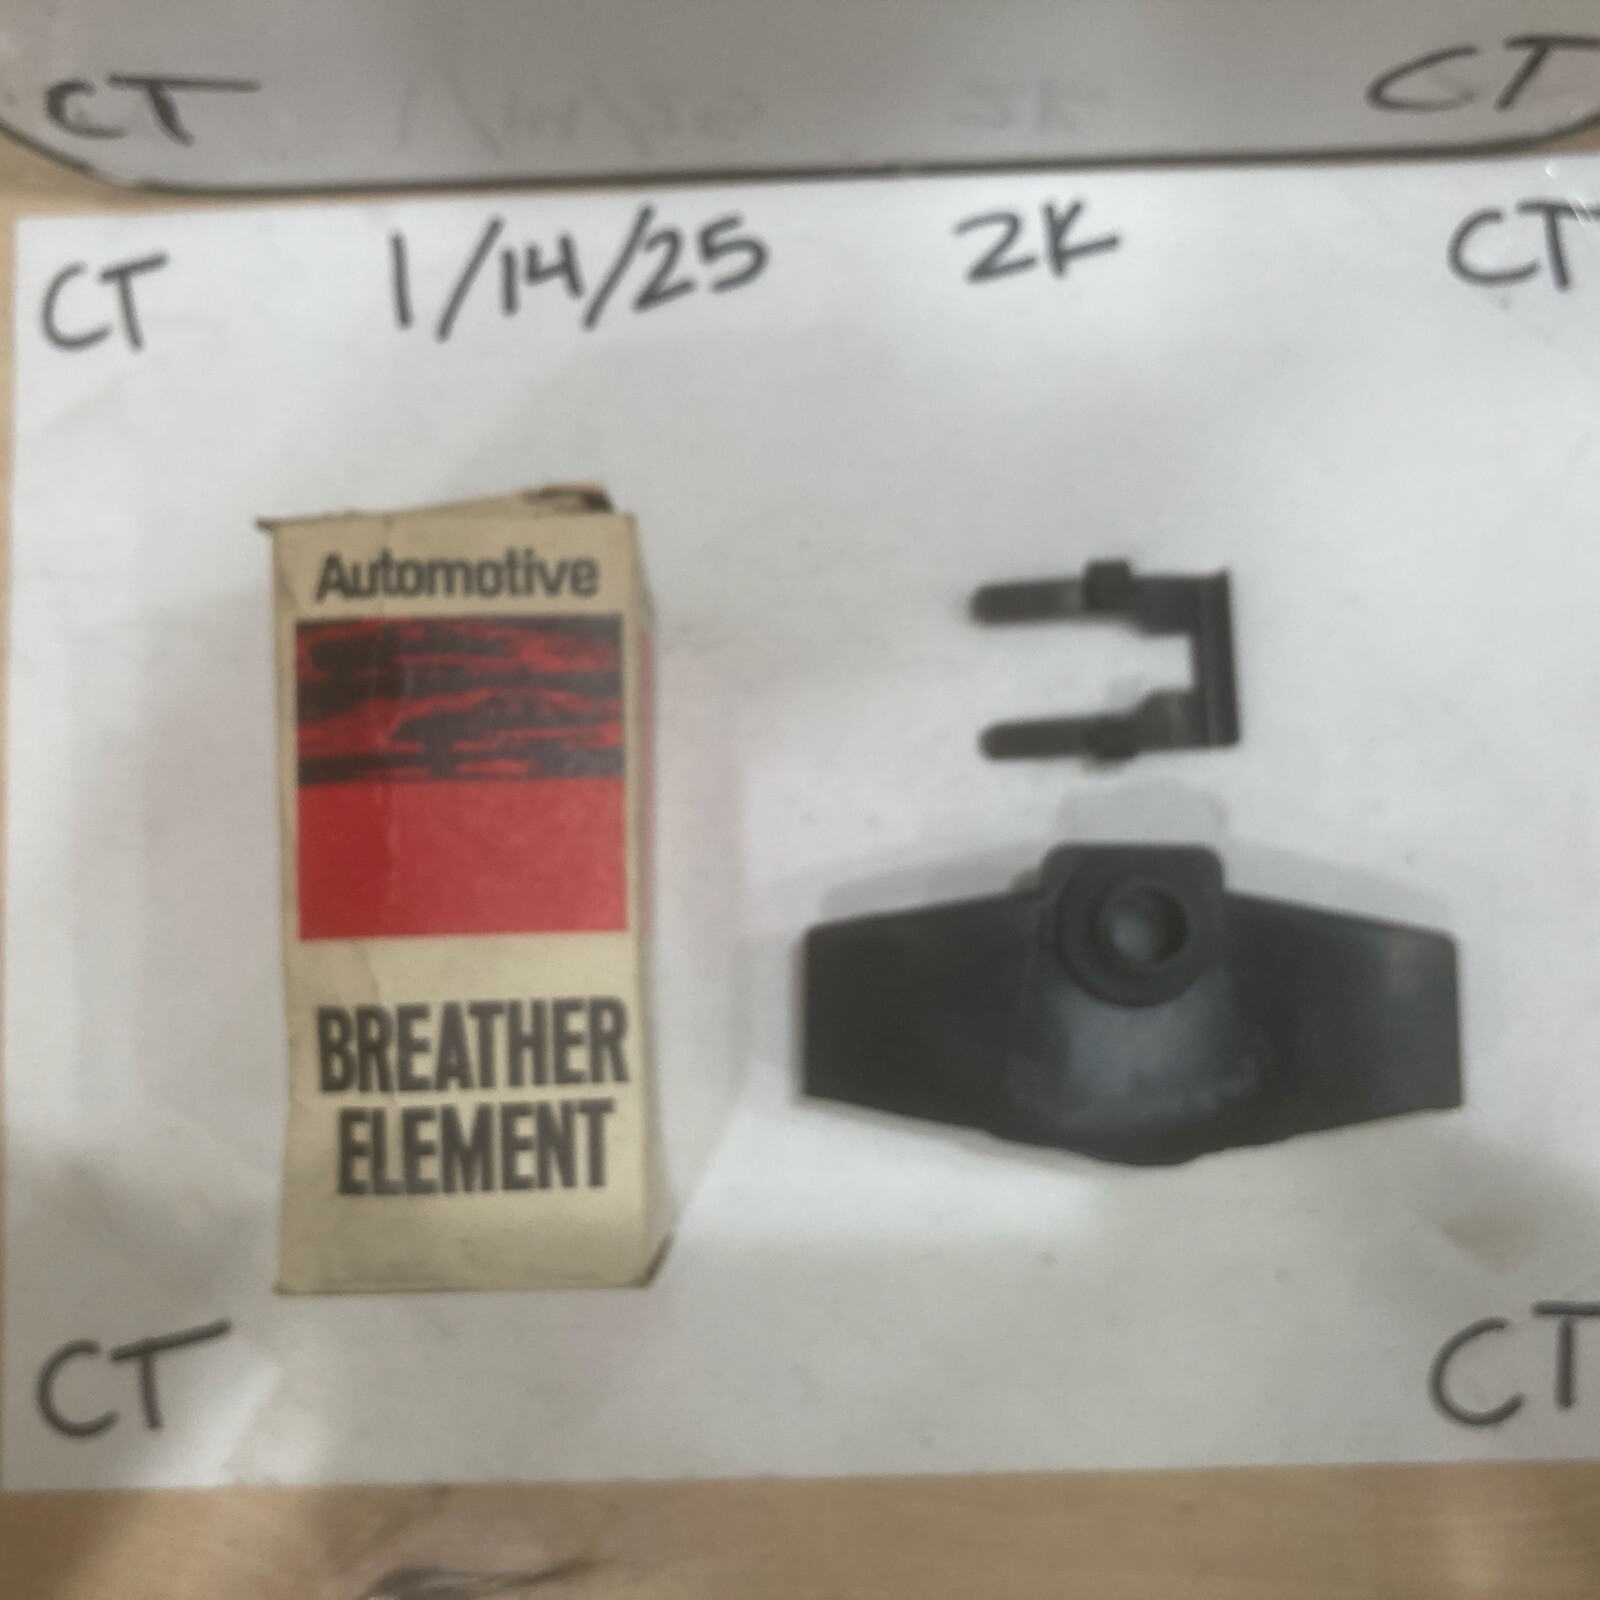 CT CT
CT 1/14/25 2K CT
Automotive
BREATHER
ELEMENT
CT CT